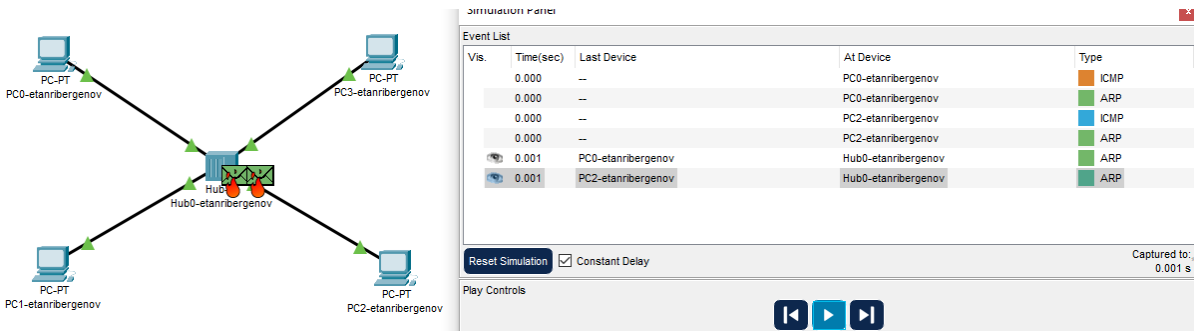 PC-PT
PC0-etanribergenov
PC-PT
PC3-etanribergenov
Hub0-etanribergenov
PC-PT
PC1-etanribergenov
PC-PT
PC2-etanribergenov
Simulation Panel
Event List
Vis. Time(sec) Last Device At Device Type
0.000 -- PC0-etanribergenov ICMP
0.000 -- PC0-etanribergenov ARP
0.000 -- PC2-etanribergenov ICMP
0.000 -- PC2-etanribergenov ARP
0.001 PC0-etanribergenov Hub0-etanribergenov ARP
0.001 PC2-etanribergenov Hub0-etanribergenov ARP
Reset Simulation Constant Delay Captured to:
0.001 s
Play Controls